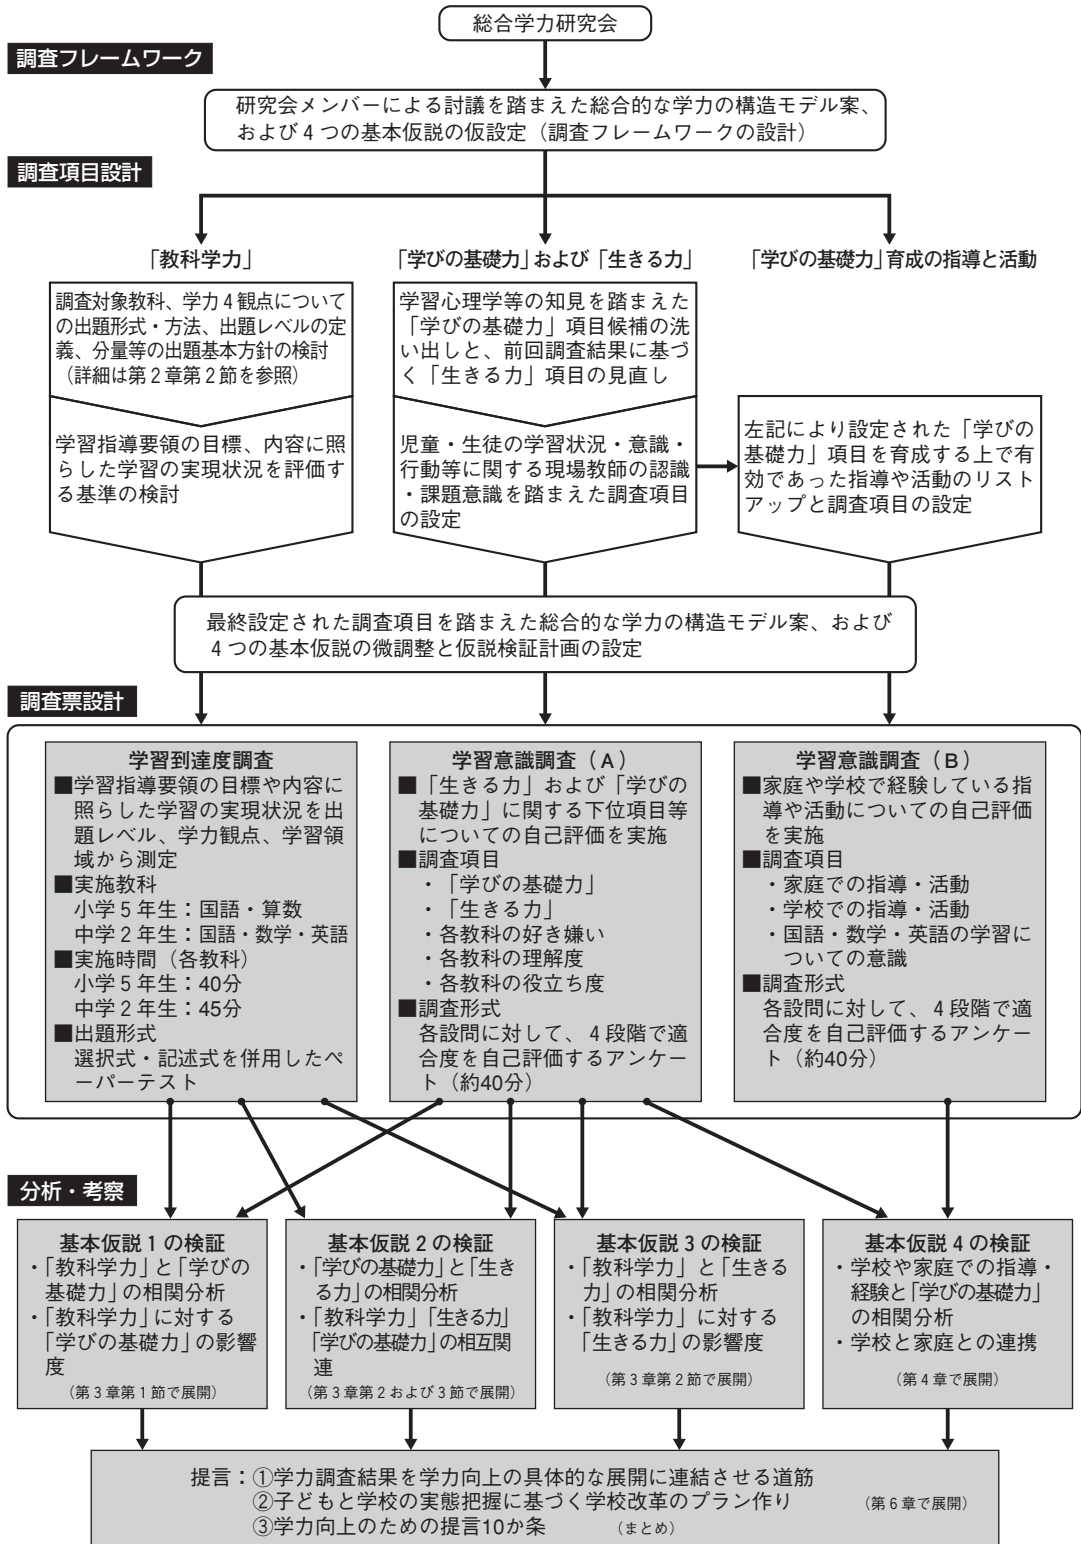 総合学力研究会
調査フレームワーク
研究会メンバーによる討議を踏まえた総合的な学力の構造モデル案、
および4つの基本仮説の仮設定（調査フレームワークの設計）
調査項目設計
「教科学力」
調査対象教科、学力4観点について
の出題形式・方法、出題レベルの定
義、分量等の出題基本方針の検討
（詳細は第2章第2節を参照）
学習指導要領の目標、内容に照
らした学習の実現状況を評価す
る基準の検討
「学びの基礎力」および「生きる力」
学習心理学等の知見を踏まえた
「学びの基礎力」項目候補の洗
い出しと、前回調査結果に基づ
く「生きる力」項目の見直し
児童・生徒の学習状況・意識・
行動等に関する現場教師の認識
・課題意識を踏まえた調査項目
の設定
「学びの基礎力」育成の指導と活動
左記により設定された「学びの
基礎力」項目を育成する上で有
効であった指導や活動のリスト
アップと調査項目の設定
最終設定された調査項目を踏まえた総合的な学力の構造モデル案、および
4つの基本仮説の微調整と仮説検証計画の設定
調査票設計
学習到達度調査
■学習指導要領の目標や内容に
照らした学習の実現状況を出
題レベル、学力観点、学習領
域から測定
■実施教科
小学5年生：国語・算数
中学2年生：国語・数学・英語
■実施時間（各教科）
小学5年生：40分
中学2年生：45分
■出題形式
選択式・記述式を併用したペ
ーパーテスト
学習意識調査（A）
■「生きる力」および「学びの
基礎力」に関する下位項目等
についての自己評価を実施
■調査項目
・「学びの基礎力」
・「生きる力」
・各教科の好き嫌い
・各教科の理解度
・各教科の役立ち度
■調査形式
各設問に対して、4段階で適
合度を自己評価するアンケー
ト（約40分）
学習意識調査（B）
■家庭や学校で経験している指
導や活動についての自己評価
を実施
■調査項目
・家庭での指導・活動
・学校での指導・活動
・国語・数学・英語の学習に
ついての意識
■調査形式
各設問に対して、4段階で適
合度を自己評価するアンケー
ト（約40分）
分析・考察
基本仮説1の検証
・「教科学力」と「学びの
基礎力」の相関分析
・「教科学力」に対する
「学びの基礎力」の影響
度
（第3章第1節で展開）
基本仮説2の検証
・「学びの基礎力」と「生き
る力」の相関分析
・「教科学力」「生きる力」
「学びの基礎力」の相互関
連
（第3章第2および3節で展開）
基本仮説3の検証
・「教科学力」と「生きる
力」の相関分析
・「教科学力」に対する
「生きる力」の影響度
（第3章第2節で展開）
基本仮説4の検証
・学校や家庭での指導・
経験と「学びの基礎力」
の相関分析
・学校と家庭との連携
（第4章で展開）
提言：①学力調査結果を学力向上の具体的な展開に連結させる道筋
②子どもと学校の実態把握に基づく学校改革のプラン作り （第6章で展開）
③学力向上のための提言10か条 （まとめ）